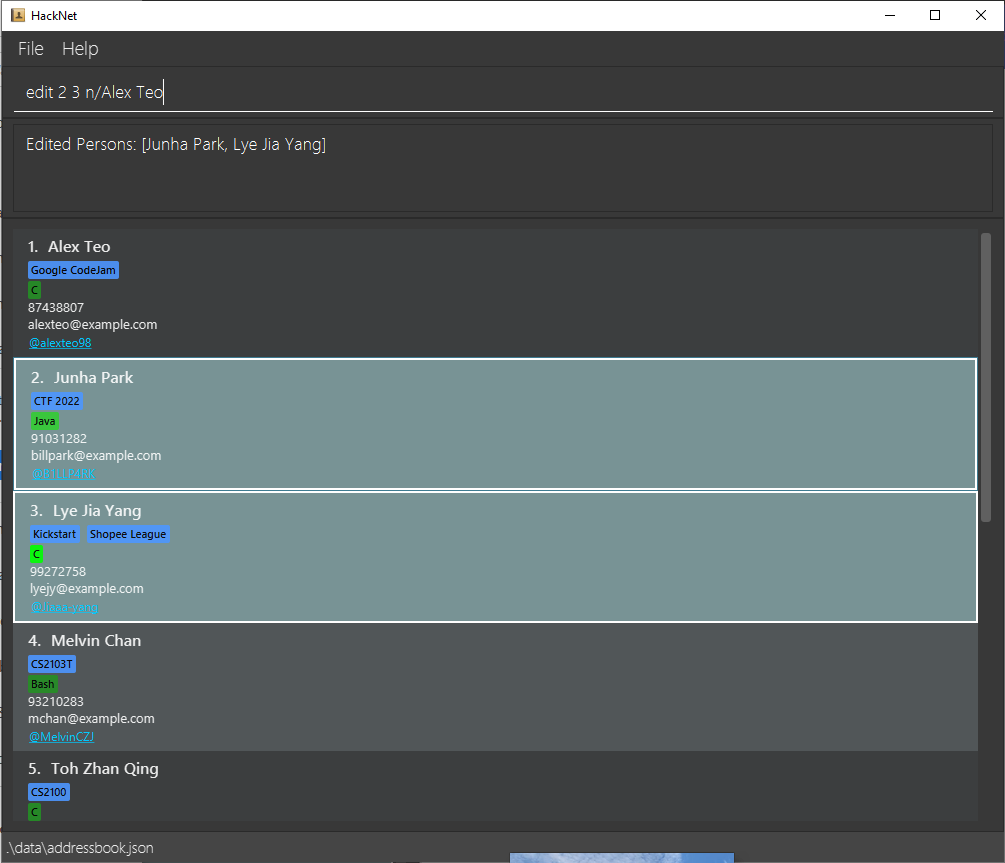 HackNet
File Help
edit 2 3 n/Alex Teo
Edited Persons: [Junha Park, Lye Jia Yang]
1. Alex Teo
Google CodeJam
C
87438807
alexteo@example.com
@alexteo98
2. Junha Park
CTF 2022
Java
91031282
billpark@example.com
3. Lye Jia Yang
Kickstart Shopee League
C
99272758
lyejy@example.com
@Jiaaa-yang
4. Melvin Chan
CS2103T
Bash
93210283
mchan@example.com
@MelvinCZJ
5. Toh Zhan Qing
CS2100
C
.\data\addressbook.json